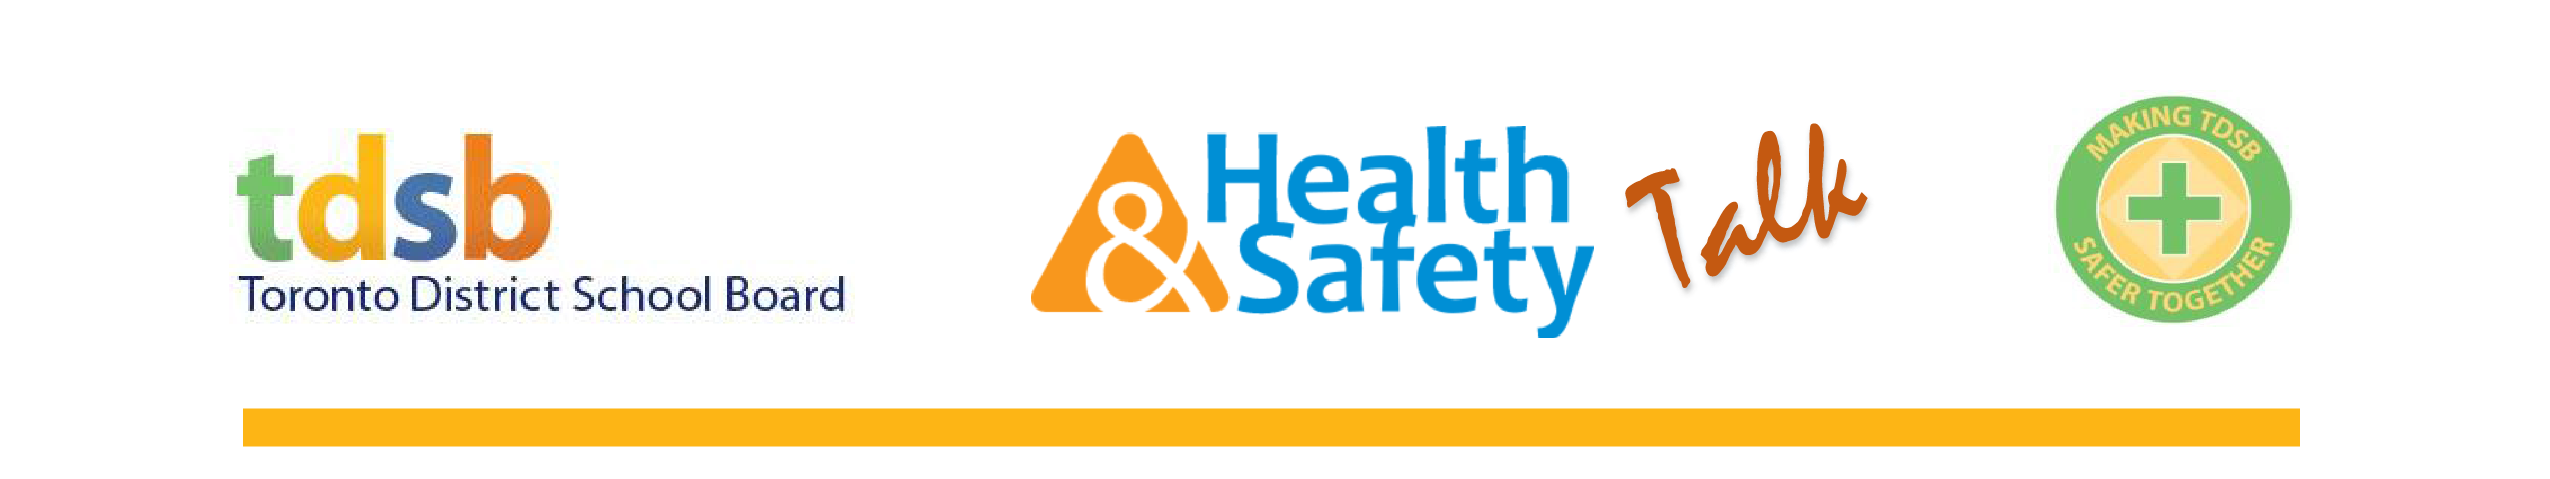 tdsb
Toronto District School Board
& Health
Safety
Talk
MAKING TDSB
SAFER TOGETHER